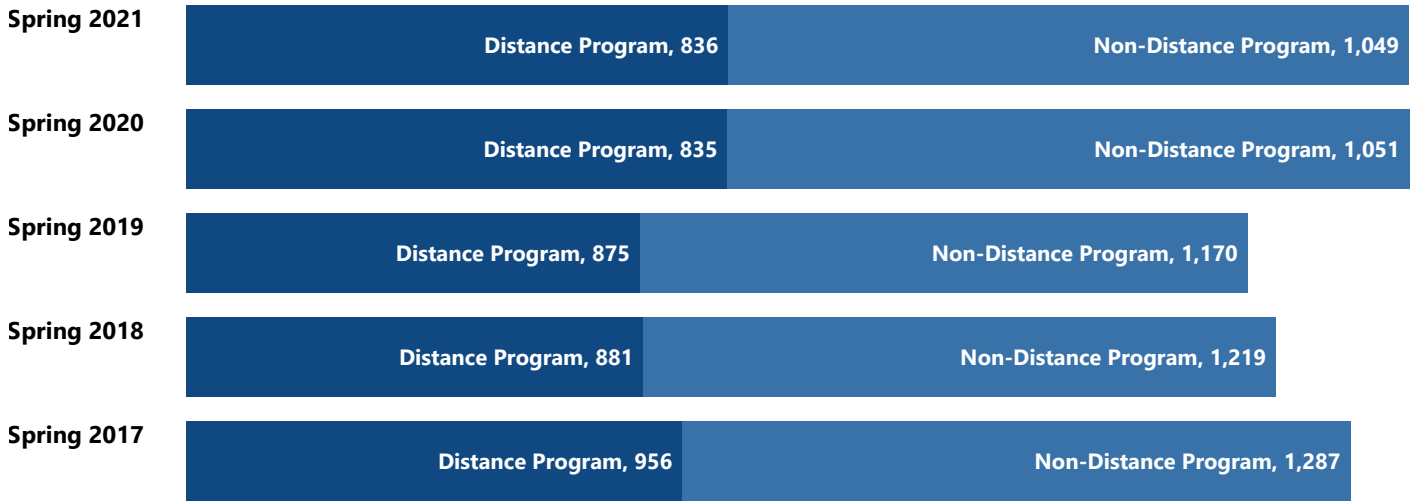 Spring 2021
Distance Program, 836
Non-Distance Program, 1,049
Spring 2020
Distance Program, 835
Non-Distance Program, 1,051
Spring 2019
Distance Program, 875
Non-Distance Program, 1,170
Spring 2018
Distance Program, 881
Non-Distance Program, 1,219
Spring 2017
Distance Program, 956
Non-Distance Program, 1,287